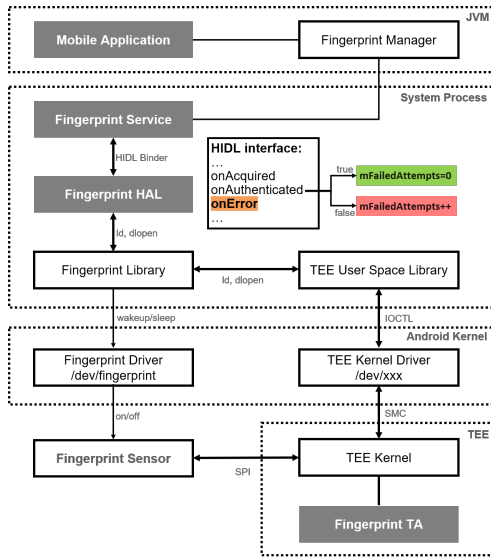 JVM
Mobile Application
Fingerprint Manager
System Process
Fingerprint Service
HIDL Binder
Fingerprint HAL
HIDL interface:
...
onAcquired
onAuthenticated
onError
...
true
mFailedAttempts=0
false
mFailedAttempts++
ld, dlopen
Fingerprint Library
ld, dlopen
TEE User Space Library
wakeup/sleep
IOCTL
Android Kernel
Fingerprint Driver
/dev/fingerprint
TEE Kernel Driver
/dev/xxx
on/off
SMC
TEE
Fingerprint Sensor
SPI
TEE Kernel
Fingerprint TA